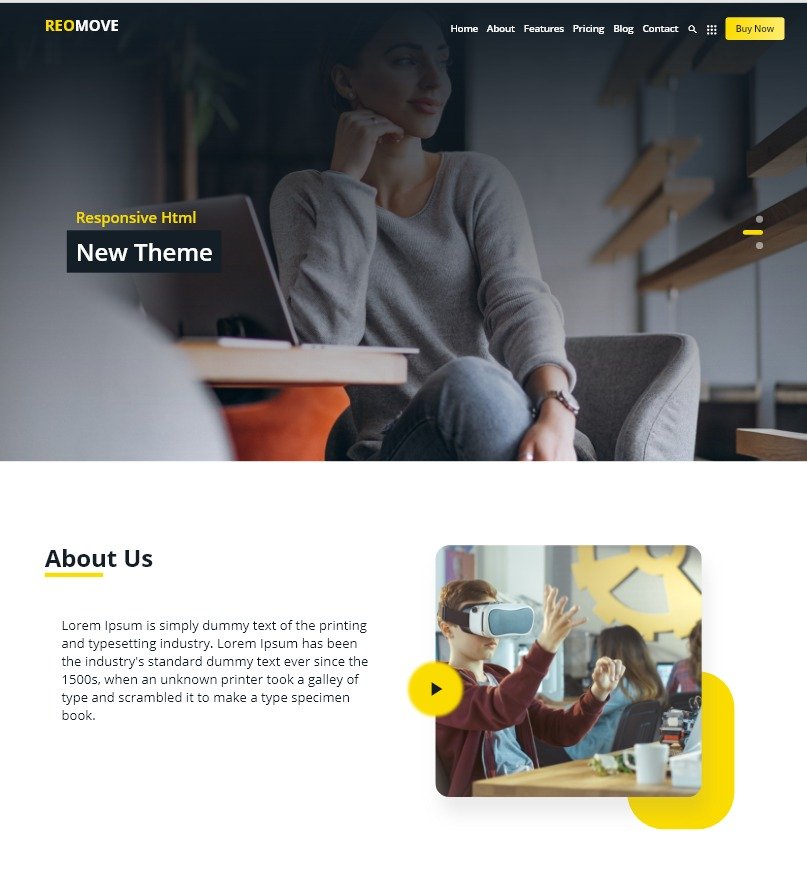 REOMOVE
Home About Features Pricing Blog Contact Buy Now
Responsive Html
New Theme
About Us
Lorem Ipsum is simply dummy text of the printing
and typesetting industry. Lorem Ipsum has been
the industry's standard dummy text ever since the
1500s, when an unknown printer took a galley of
type and scrambled it to make a type specimen
book.